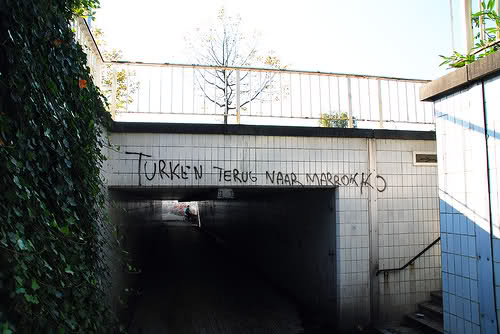 TURKEN TERUG NAAR MAROKKO